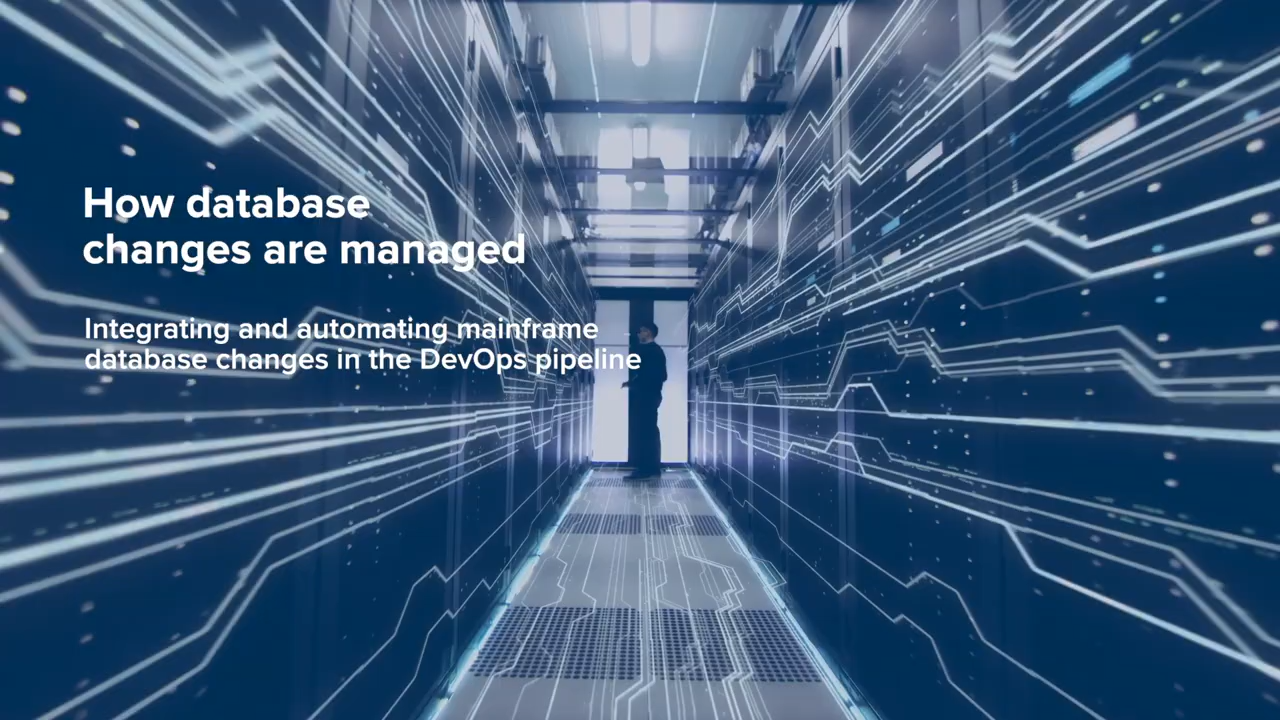 How database
changes are managed
Integrating and automating mainframe
database changes in the DevOps pipeline